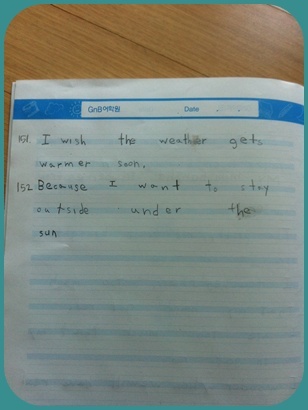 GnB어학원 Date . .
151. I wish the weather gets
warmer soon.
152 Because I want to stay
outside under the
sun